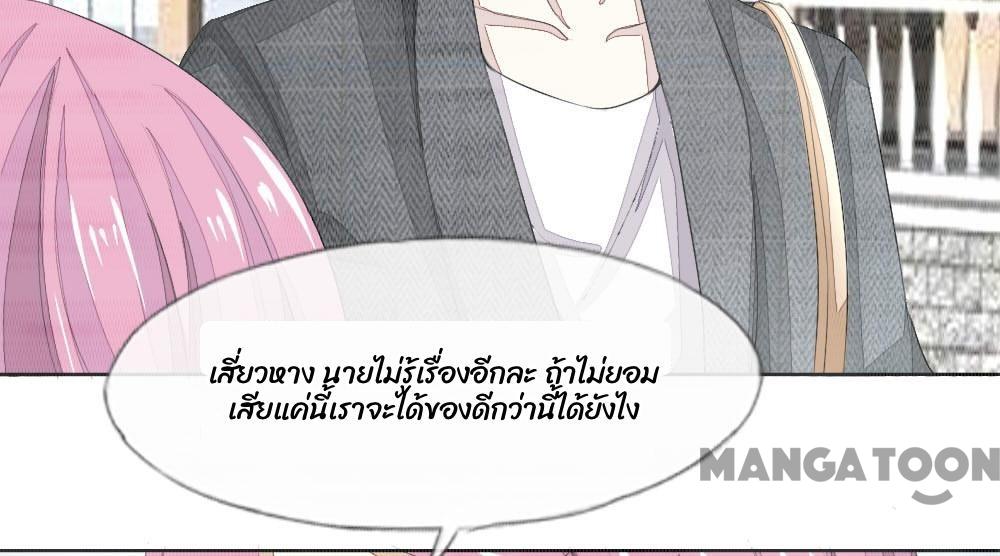 เสี่ยวหาง นายไม่รู้เรื่องอีกละ ถ้าไม่ยอม
เสียแค่นี้เราจะได้ของดีกว่านี้ได้ยังไง
MANGATOON